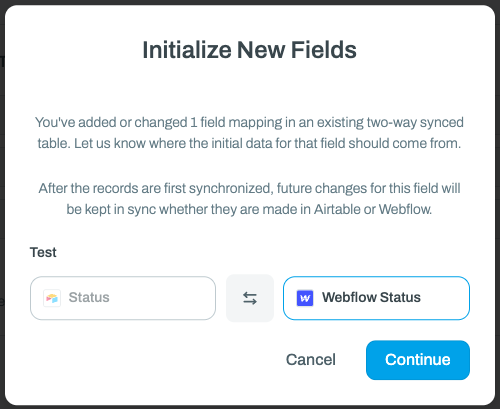 Initialize New Fields
You've added or changed 1 field mapping in an existing two-way synced
table. Let us know where the initial data for that field should come from.
After the records are first synchronized, future changes for this field will
be kept in sync whether they are made in Airtable or Webflow.
Test
Status
Webflow Status
Cancel
Continue